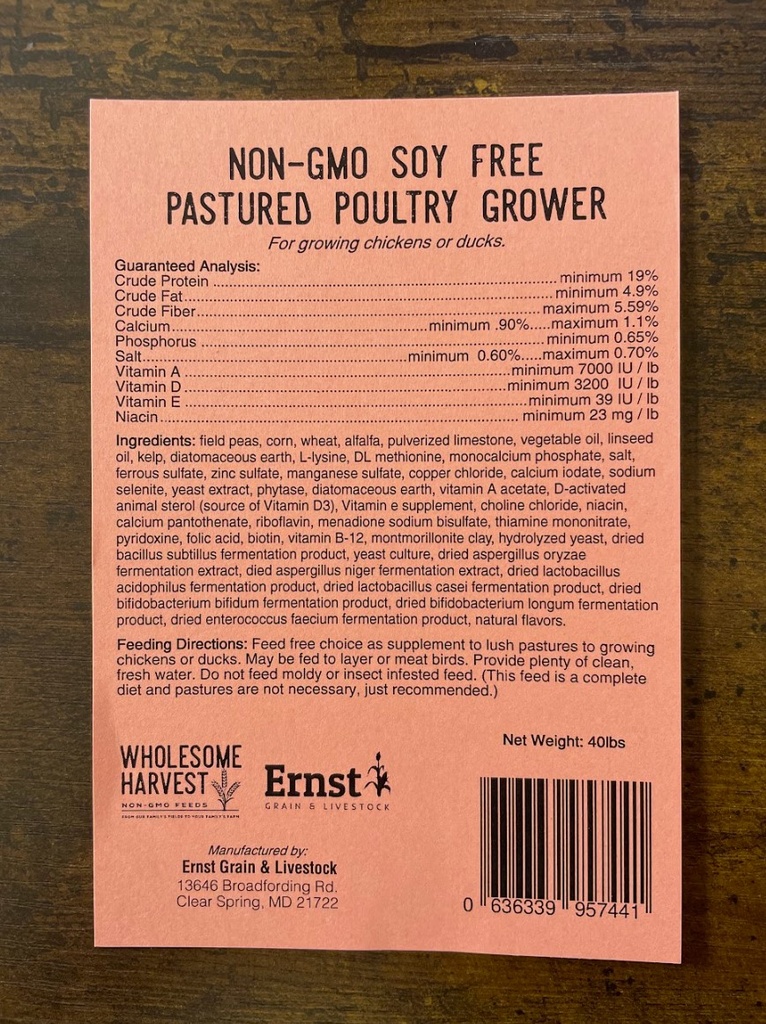 NON-GMO SOY FREE
PASTURED POULTRY GROWER
For growing chickens or ducks.
Guaranteed Analysis:
Crude Protein ........ minimum 19%
Crude Fat........ minimum 4.9%
Crude Fiber........ maximum 5.59%
Calcium........ minimum .90%.....maximum 1.1%
Phosphorus ........ minimum 0.65%
Salt........ minimum 0.60%.....maximum 0.70%
Vitamin A ........ minimum 7000 IU / lb
Vitamin D ........ minimum 3200 IU / lb
Vitamin E ........ minimum 39 IU / lb
Niacin........ minimum 23 mg / lb
Ingredients: field peas, corn, wheat, alfalfa, pulverized limestone, vegetable oil, linseed
oil, kelp, diatomaceous earth, L-lysine, DL methionine, monocalcium phosphate, salt,
ferrous sulfate, zinc sulfate, manganese sulfate, copper chloride, calcium iodate, sodium
selenite, yeast extract, phytase, diatomaceous earth, vitamin A acetate, D-activated
animal sterol (source of Vitamin D3), Vitamin e supplement, choline chloride, niacin,
calcium pantothenate, riboflavin, menadione sodium bisulfate, thiamine mononitrate,
pyridoxine, folic acid, biotin, vitamin B-12, montmorillonite clay, hydrolyzed yeast, dried
bacillus subtillus fermentation product, yeast culture, dried aspergillus oryzae
fermentation extract, died aspergillus niger fermentation extract, dried lactobacillus
acidophilus fermentation product, dried lactobacillus casei fermentation product, dried
bifidobacterium bifidum fermentation product, dried bifidobacterium longum fermentation
product, dried enterococcus faecium fermentation product, natural flavors.
Feeding Directions: Feed free choice as supplement to lush pastures to growing
chickens or ducks. May be fed to layer or meat birds. Provide plenty of clean,
fresh water. Do not feed moldy or insect infested feed. (This feed is a complete
diet and pastures are not necessary, just recommended.)
Net Weight: 40lbs
WHOLESOME
HARVEST
NON-GMO FEEDS
FROM OUR FAMILY'S FIELDS TO YOUR FAMILY'S FARM
Ernst
GRAIN & LIVESTOCK
Manufactured by:
Ernst Grain & Livestock
13646 Broadfording Rd.
Clear Spring, MD 21722
0 636339 957441